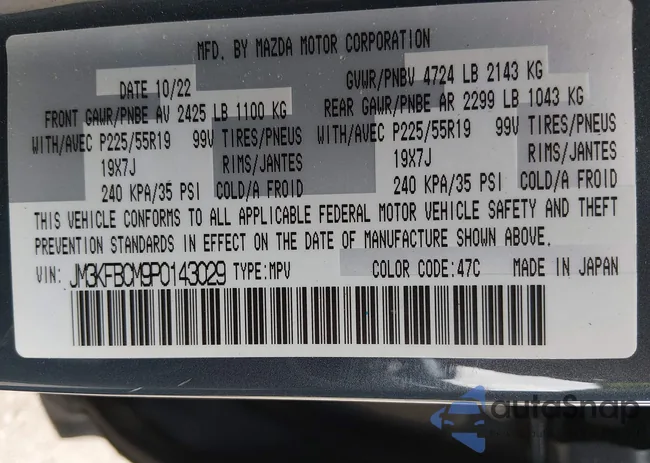 MFD. BY MAZDA MOTOR CORPORATION
DATE 10/22 GVWR/PNBV 4724 LB 2143 KG
FRONT GAWR/PNBE AV 2425 LB 1100 KG REAR GAWR/PNBE AR 2299 LB 1043 KG
WITH/AVEC P225/55R19 99V TIRES/PNEUS WITH/AVEC P225/55R19 99V TIRES/PNEUS
19X7J RIMS/JANTES 19X7J RIMS/JANTES
240 KPA/35 PSI COLD/A FROID 240 KPA/35 PSI COLD/A FROID
THIS VEHICLE CONFORMS TO ALL APPLICABLE FEDERAL MOTOR VEHICLE SAFETY AND THEFT
PREVENTION STANDARDS IN EFFECT ON THE DATE OF MANUFACTURE SHOWN ABOVE.
VIN: JM3KFBCM9P0143029 TYPE:MPV COLOR CODE:47C MADE IN JAPAN
autoSnap